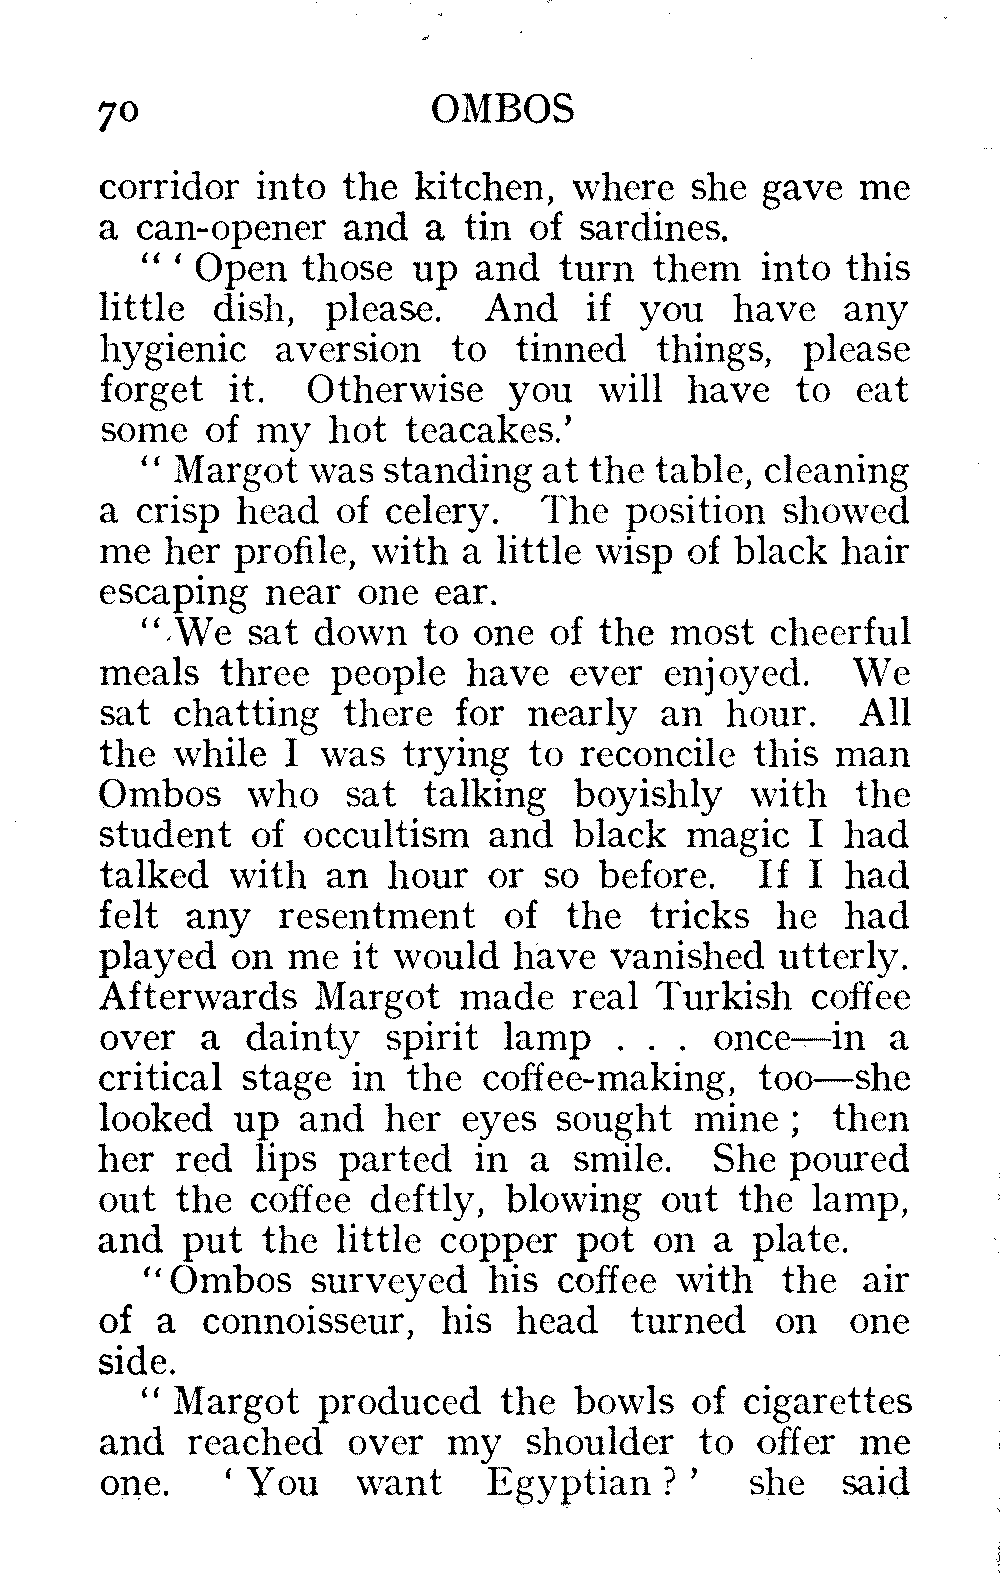 70 OMBOS
corridor into the kitchen, where she gave me
a can-opener and a tin of sardines.
“ ‘ Open those up and turn them into this
little dish, please. And if you have any
hygienic aversion to tinned things, please
forget it. Otherwise you will have to eat
some of my hot teacakes.’
“ Margot was standing at the table, cleaning
a crisp head of celery. The position showed
me her profile, with a little wisp of black hair
escaping near one ear.
“ We sat down to one of the most cheerful
meals three people have ever enjoyed. We
sat chatting there for nearly an hour. All
the while I was trying to reconcile this man
Ombos who sat talking boyishly with the
student of occultism and black magic I had
talked with an hour or so before. If I had
felt any resentment of the tricks he had
played on me it would have vanished utterly.
Afterwards Margot made real Turkish coffee
over a dainty spirit lamp . . . once—in a
critical stage in the coffee-making, too—she
looked up and her eyes sought mine ; then
her red lips parted in a smile. She poured
out the coffee deftly, blowing out the lamp,
and put the little copper pot on a plate.
“Ombos surveyed his coffee with the air
of a connoisseur, his head turned on one
side.
“ Margot produced the bowls of cigarettes
and reached over my shoulder to offer me
one. ‘ You want Egyptian ? ’ she said